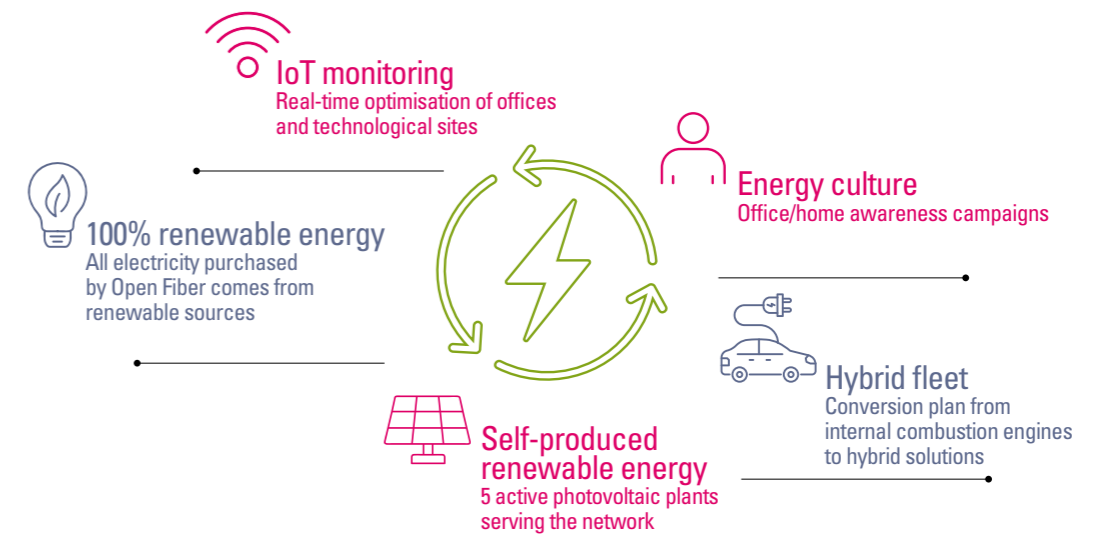 IoT monitoring
Real-time optimisation of offices
and technological sites
Energy culture
Office/home awareness campaigns
100% renewable energy
All electricity purchased
by Open Fiber comes from
renewable sources
Hybrid fleet
Conversion plan from
internal combustion engines
to hybrid solutions
Self-produced
renewable energy
5 active photovoltaic plants
serving the network